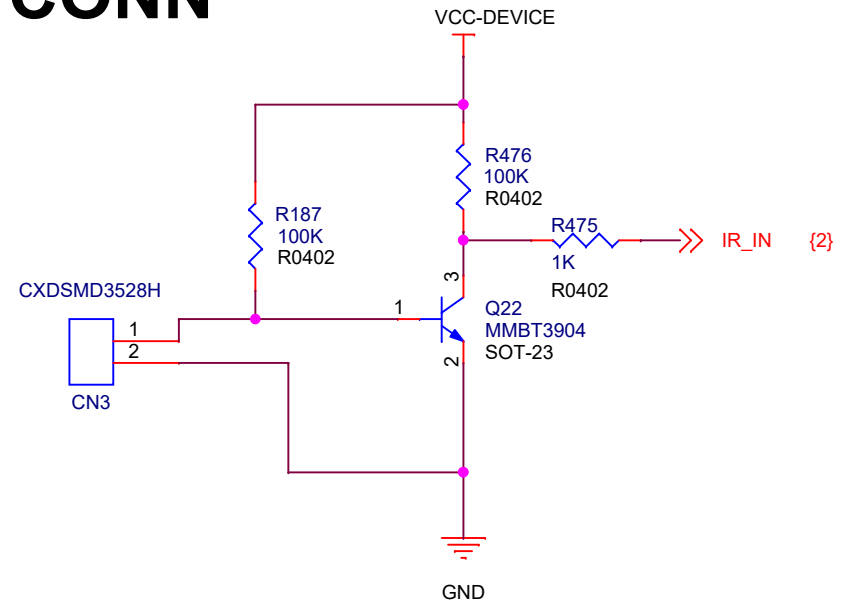 CONN
VCC-DEVICE
R476
100K
R0402
R187
100K
R0402
R475
1K
R0402
IR_IN {2}
CXDSMD3528H
1
2
CN3
1
3
2
Q22
MMBT3904
SOT-23
GND